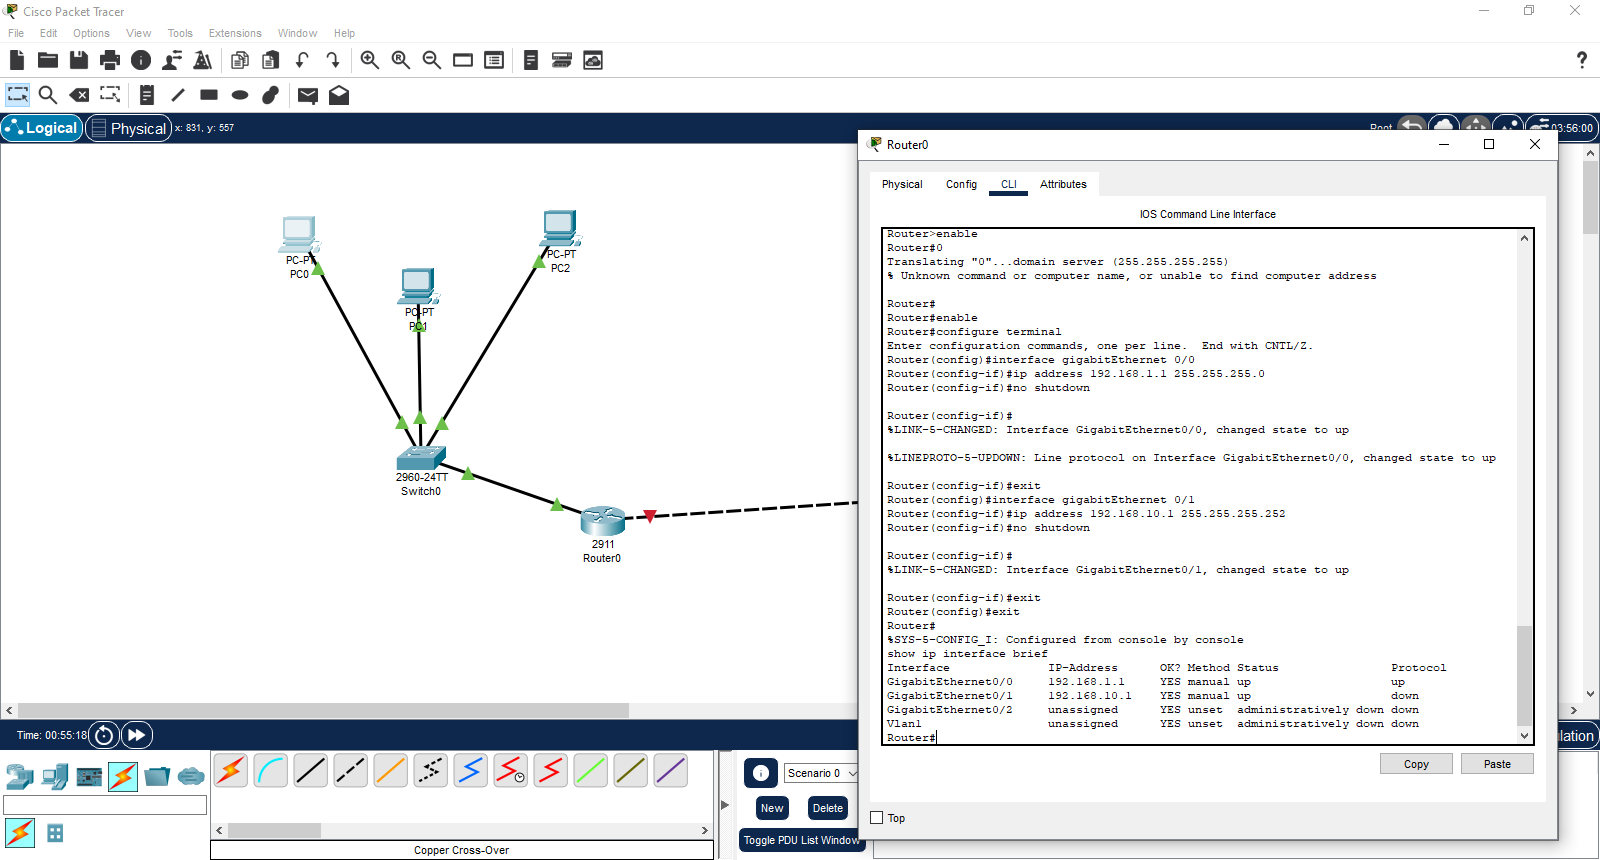 Cisco Packet Tracer
File Edit Options View Tools Extensions Window Help
Logical Physical x: 831, y: 557
Root 03:56:00
PC-PT
PC0
PC-PT
PC1
PC-PT
PC2
2960-24TT
Switch0
2911
Router0
Router0
Physical Config CLI Attributes
IOS Command Line Interface
Router>enable
Router#0
Translating "0"...domain server (255.255.255.255)
% Unknown command or computer name, or unable to find computer address
Router#
Router#enable
Router#configure terminal
Enter configuration commands, one per line.  End with CNTL/Z.
Router(config)#interface gigabitEthernet 0/0
Router(config-if)#ip address 192.168.1.1 255.255.255.0
Router(config-if)#no shutdown
Router(config-if)#
%LINK-5-CHANGED: Interface GigabitEthernet0/0, changed state to up
%LINEPROTO-5-UPDOWN: Line protocol on Interface GigabitEthernet0/0, changed state to up
Router(config-if)#exit
Router(config)#interface gigabitEthernet 0/1
Router(config-if)#ip address 192.168.10.1 255.255.255.252
Router(config-if)#no shutdown
Router(config-if)#
%LINK-5-CHANGED: Interface GigabitEthernet0/1, changed state to up
Router(config-if)#exit
Router(config)#exit
Router#
%SYS-5-CONFIG_I: Configured from console by console
show ip interface brief
Interface IP-Address OK? Method Status Protocol
GigabitEthernet0/0 192.168.1.1 YES manual up up
GigabitEthernet0/1 192.168.10.1 YES manual up down
GigabitEthernet0/2 unassigned YES unset administratively down down
Vlan1 unassigned YES unset administratively down down
Router#
Copy Paste
Top
Time: 00:55:18
lation
Scenario 0
New Delete
Toggle PDU List Window
Copper Cross-Over